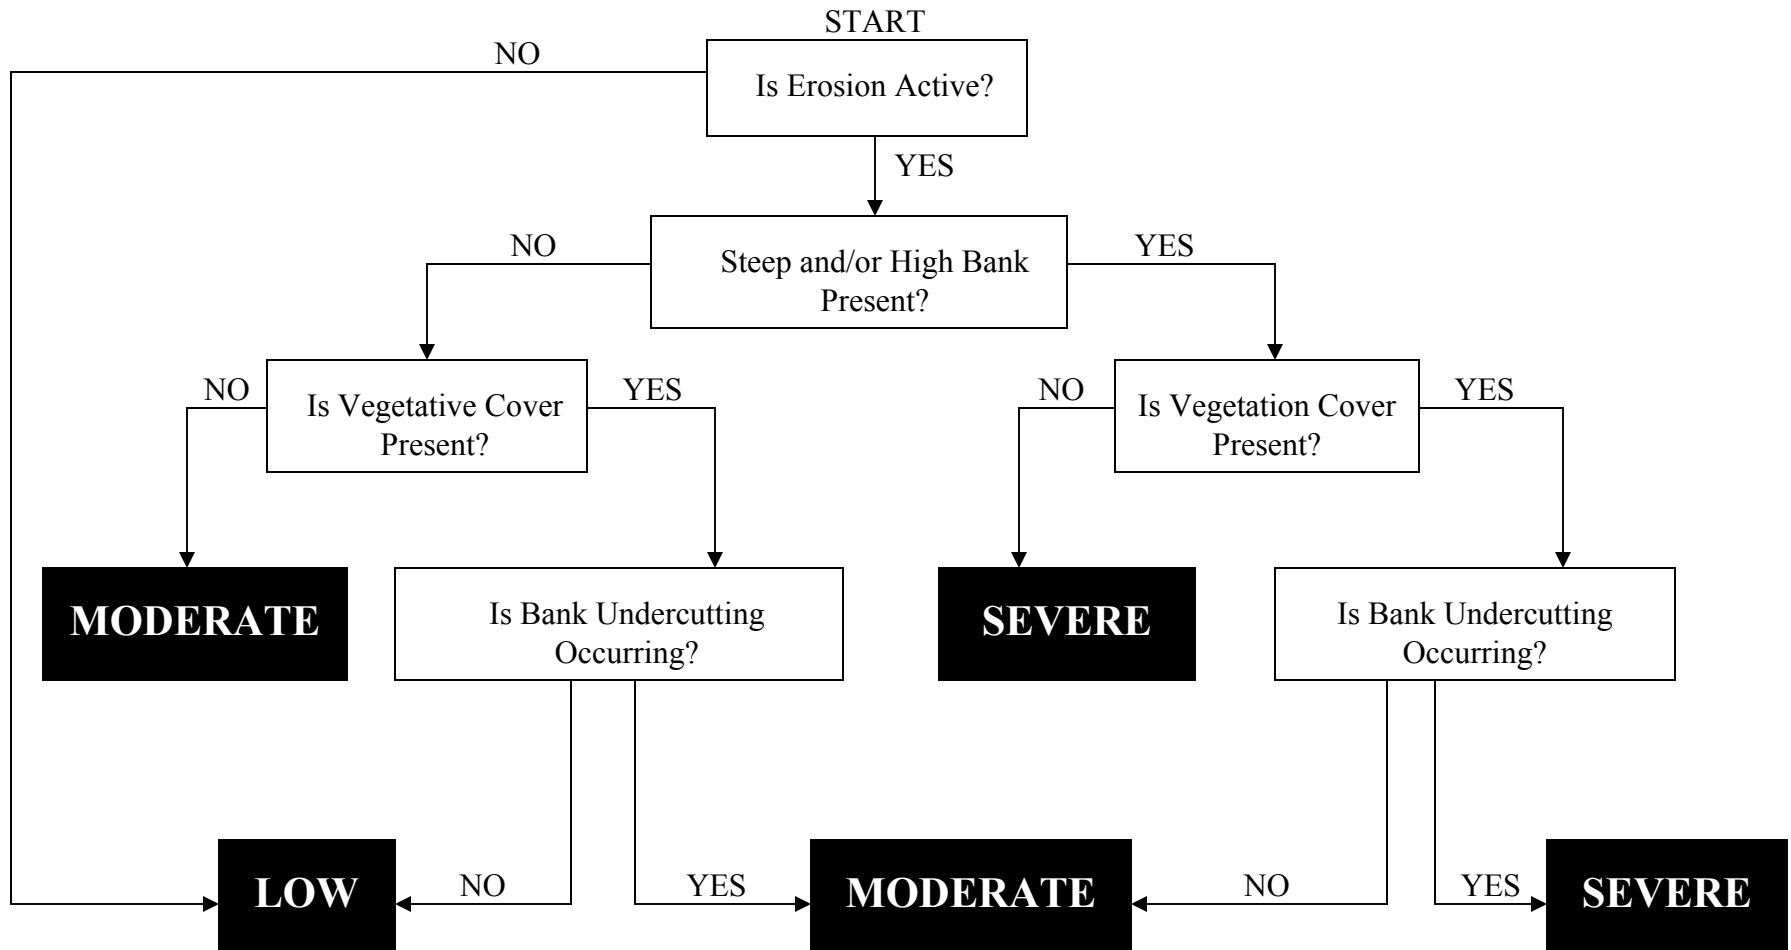 START
NO
Is Erosion Active?
YES
NO
YES
Steep and/or High Bank
Present?
NO
YES
NO
YES
Is Vegetative Cover
Present?
Is Vegetation Cover
Present?
MODERATE
Is Bank Undercutting
Occurring?
SEVERE
Is Bank Undercutting
Occurring?
LOW
NO
YES
MODERATE
NO
YES
SEVERE